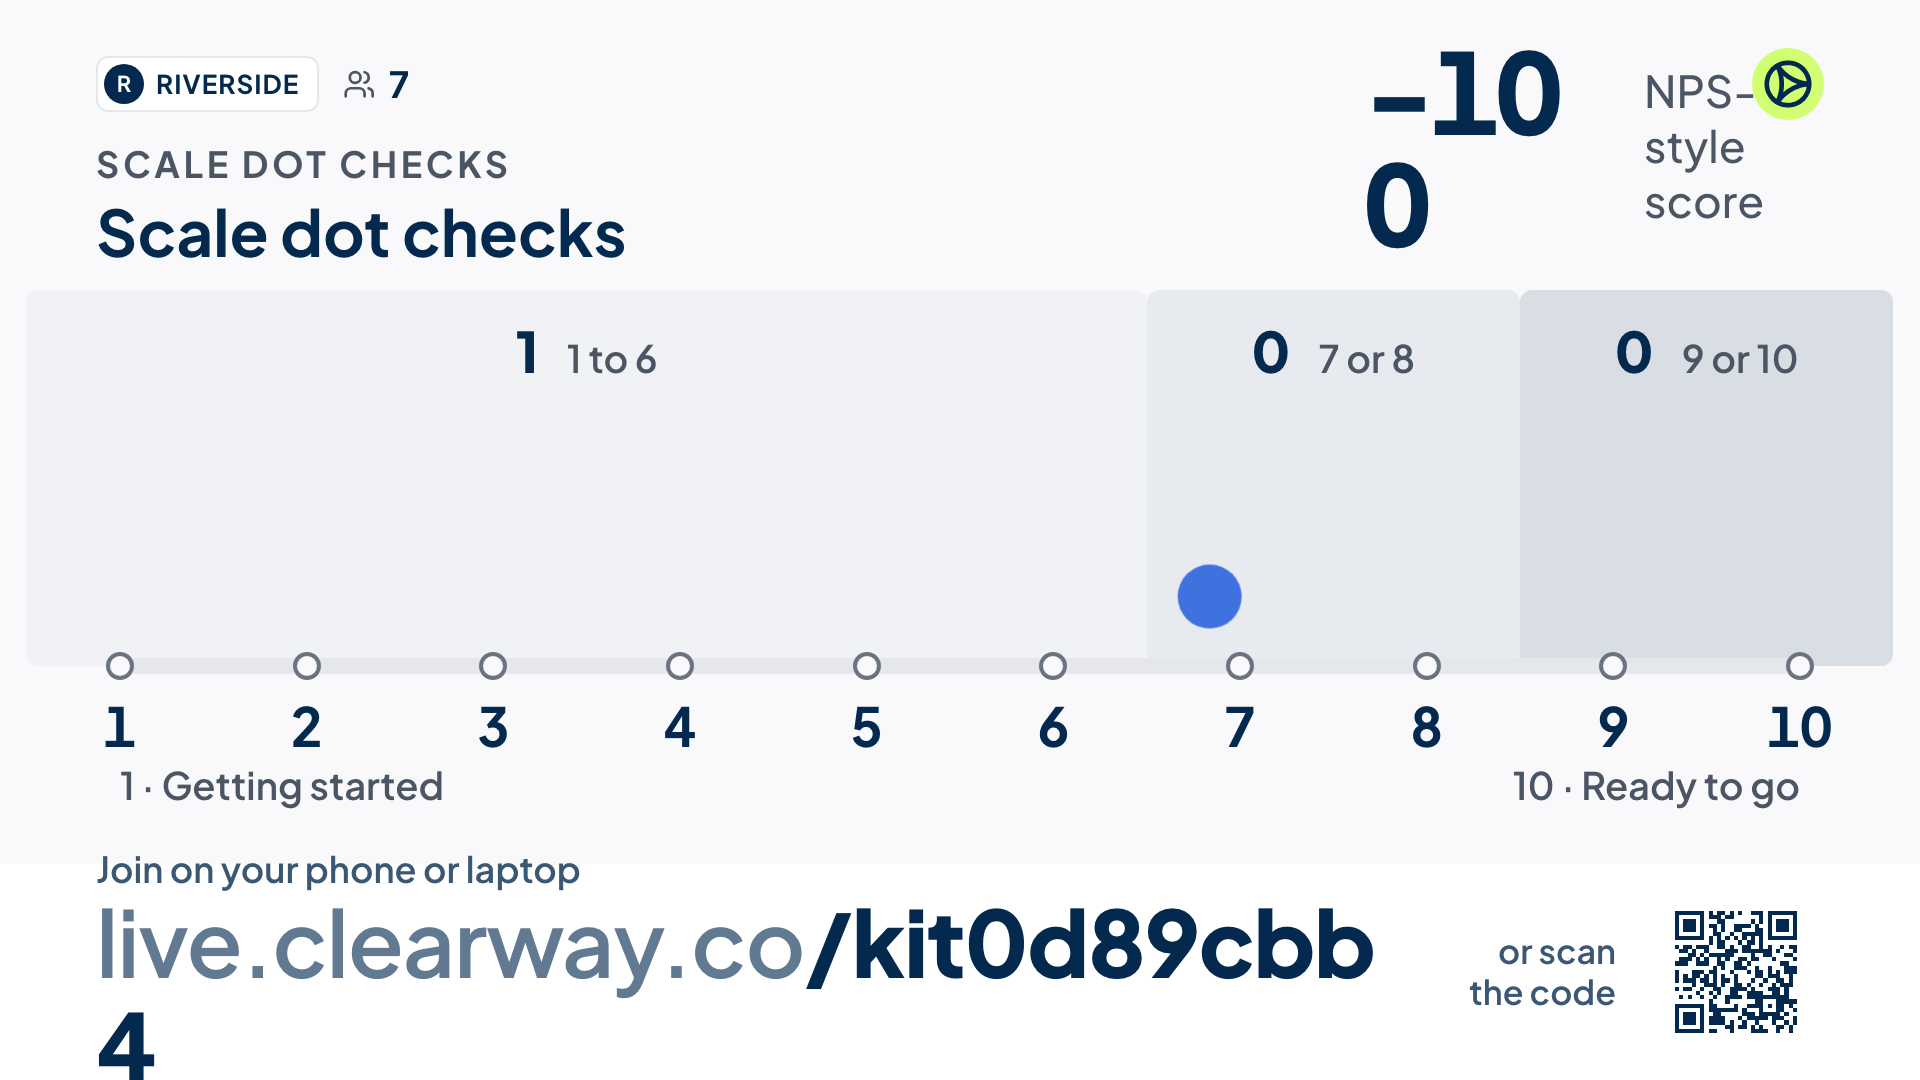 R RIVERSIDE 7
SCALE DOT CHECKS
Scale dot checks
–10
0
NPS-
style
score
1 1 to 6
0 7 or 8
0 9 or 10
1 2 3 4 5 6 7 8 9 10
1 · Getting started
10 · Ready to go
Join on your phone or laptop
live.clearway.co/kit0d89cbb
4
or scan
the code